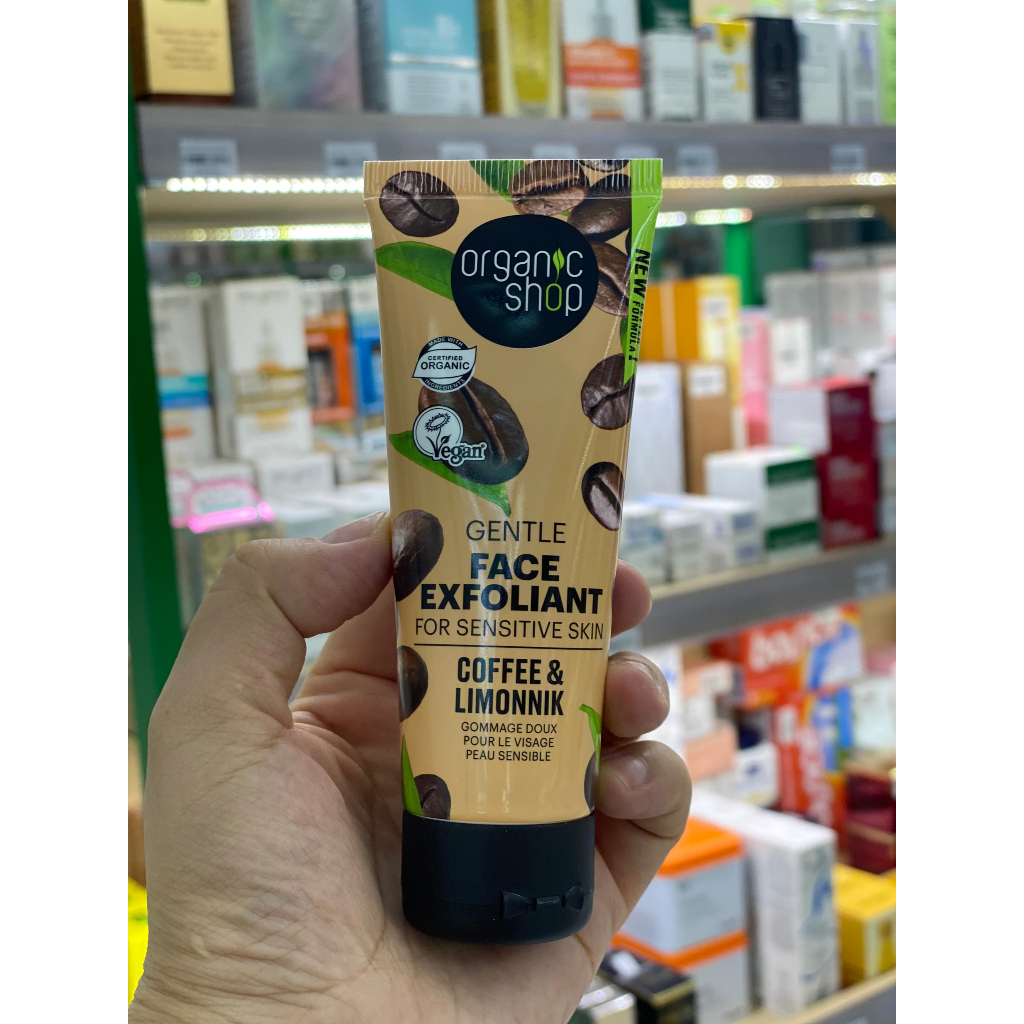 organic
shop
NEW
FORMULA!
MADE WITH
CERTIFIED
ORGANIC
INGREDIENTS
Vegan
GENTLE
FACE
EXFOLIANT
FOR SENSITIVE SKIN
COFFEE &
LIMONNIK
GOMMAGE DOUX
POUR LE VISAGE
PEAU SENSIBLE